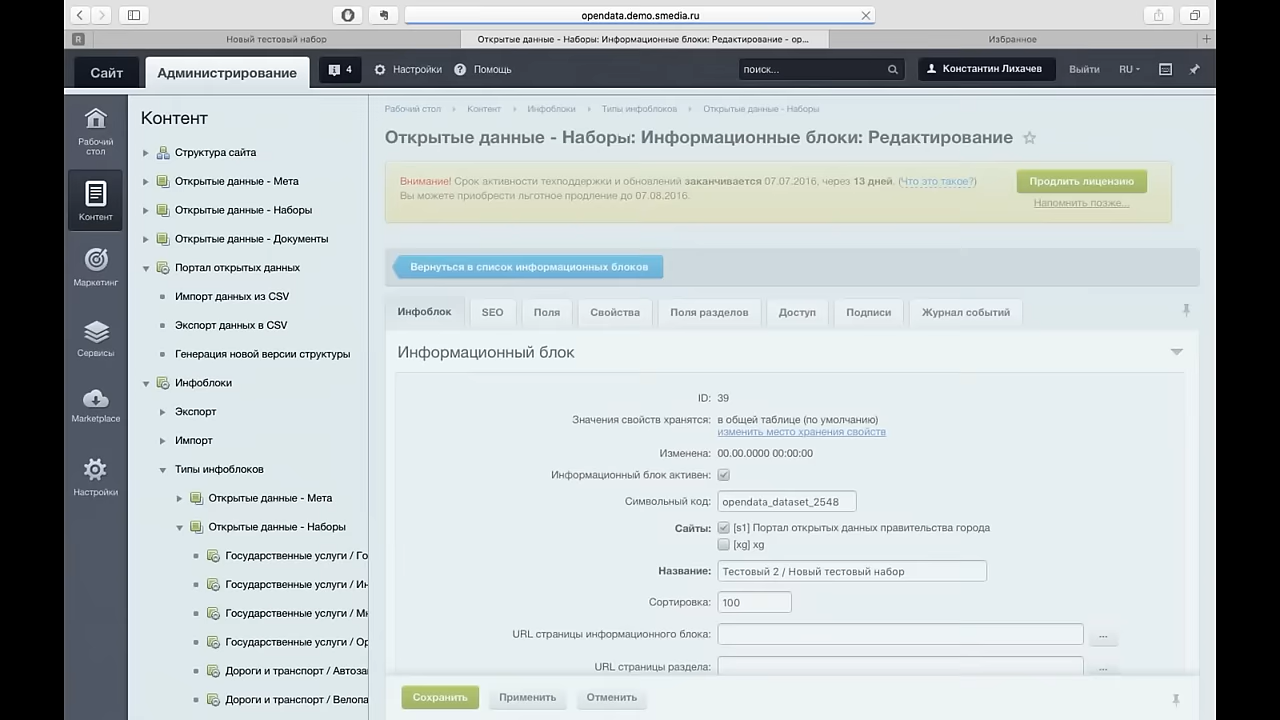 opendata.demo.smedia.ru
R
Новый тестовый набор
Открытые данные - Наборы: Информационные блоки: Редактирование - op...
Избранное
Сайт
Администрирование
4
Настройки
Помощь
поиск...
Константин Лихачев
Выйти
RU
Рабочий стол
Контент
Маркетинг
Сервисы
Marketplace
Настройки
Контент
Структура сайта
Открытые данные - Мета
Открытые данные - Наборы
Открытые данные - Документы
Портал открытых данных
Импорт данных из CSV
Экспорт данных в CSV
Генерация новой версии структуры
Инфоблоки
Экспорт
Импорт
Типы инфоблоков
Открытые данные - Мета
Открытые данные - Наборы
Государственные услуги / Го
Государственные услуги / Ин
Государственные услуги / Мн
Государственные услуги / Ор
Дороги и транспорт / Автоза
Дороги и транспорт / Велопа
Рабочий стол Контент Инфоблоки Типы инфоблоков Открытые данные - Наборы
Открытые данные - Наборы: Информационные блоки: Редактирование
Внимание! Срок активности техподдержки и обновлений заканчивается 07.07.2016, через 13 дней. (Что это такое?)
Вы можете приобрести льготное продление до 07.08.2016.
Продлить лицензию
Напомнить позже...
Вернуться в список информационных блоков
Инфоблок SEO Поля Свойства Поля разделов Доступ Подписи Журнал событий
Информационный блок
ID: 39
Значения свойств хранятся: в общей таблице (по умолчанию)
изменить место хранения свойств
Изменена: 00.00.0000 00:00:00
Информационный блок активен:
Символьный код: opendata_dataset_2548
Сайты: [s1] Портал открытых данных правительства города
[xg] xg
Название: Тестовый 2 / Новый тестовый набор
Сортировка: 100
URL страницы информационного блока: ...
URL страницы раздела: ...
Сохранить Применить Отменить